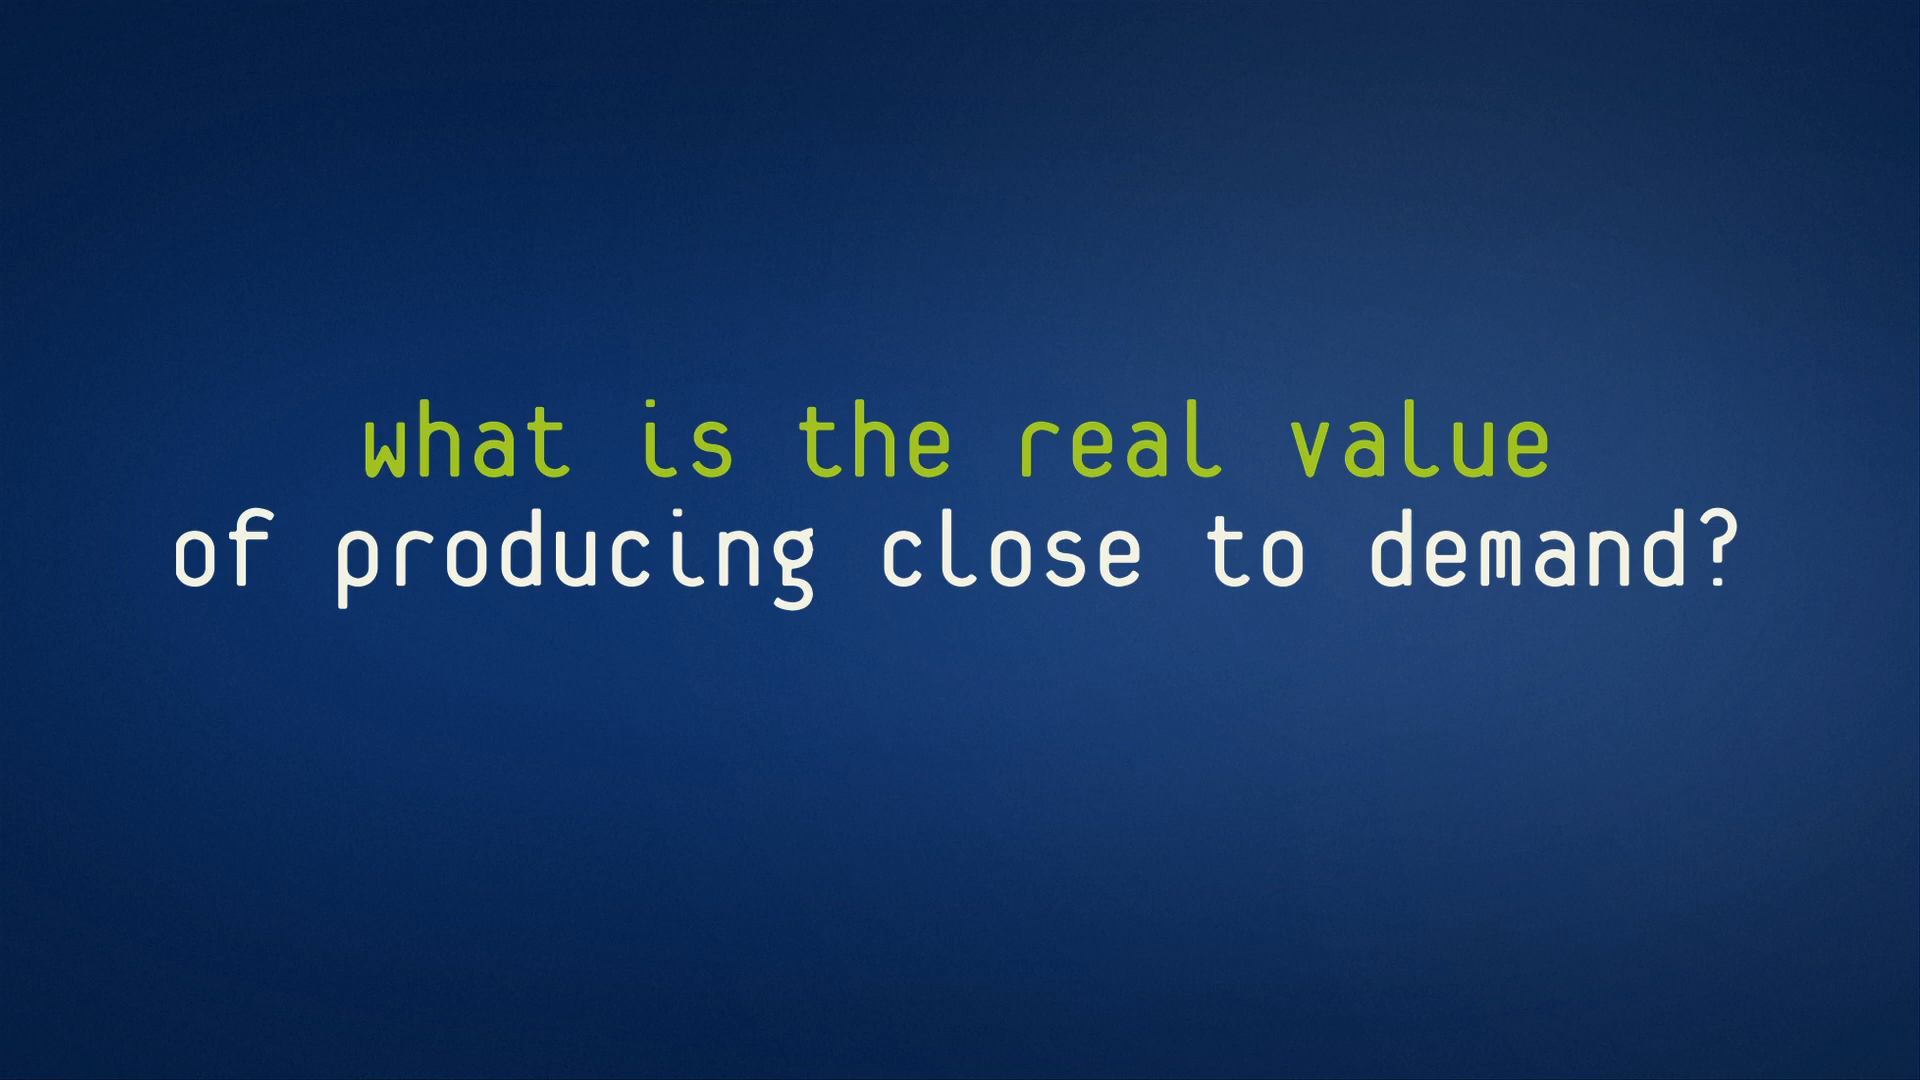 what is the real value
of producing close to demand?